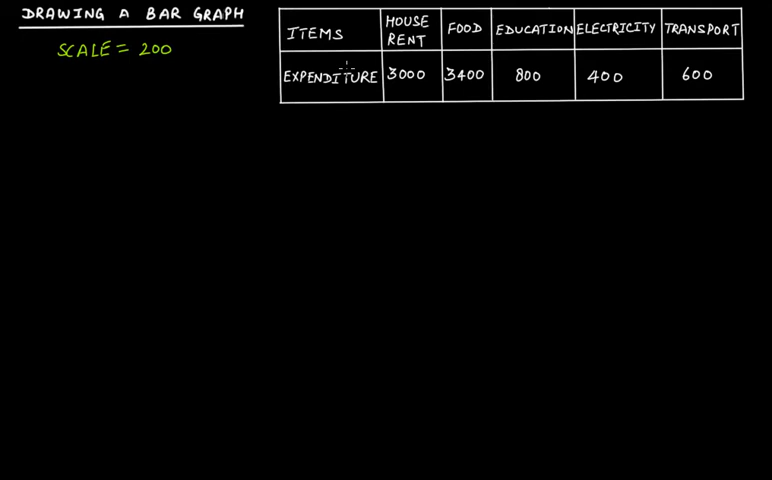 DRAWING A BAR GRAPH
SCALE = 200
ITEMS HOUSE RENT FOOD EDUCATION ELECTRICITY TRANSPORT
EXPENDITURE 3000 3400 800 400 600